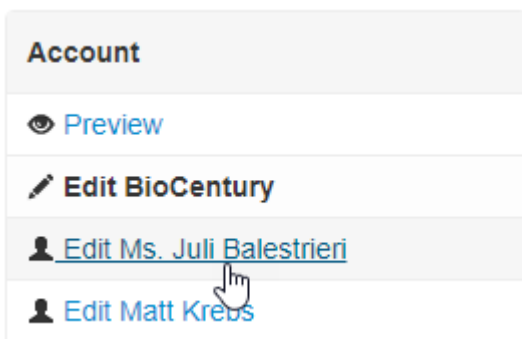 Account
Preview
Edit BioCentury
Edit Ms. Juli Balestrieri
Edit Matt Krebs